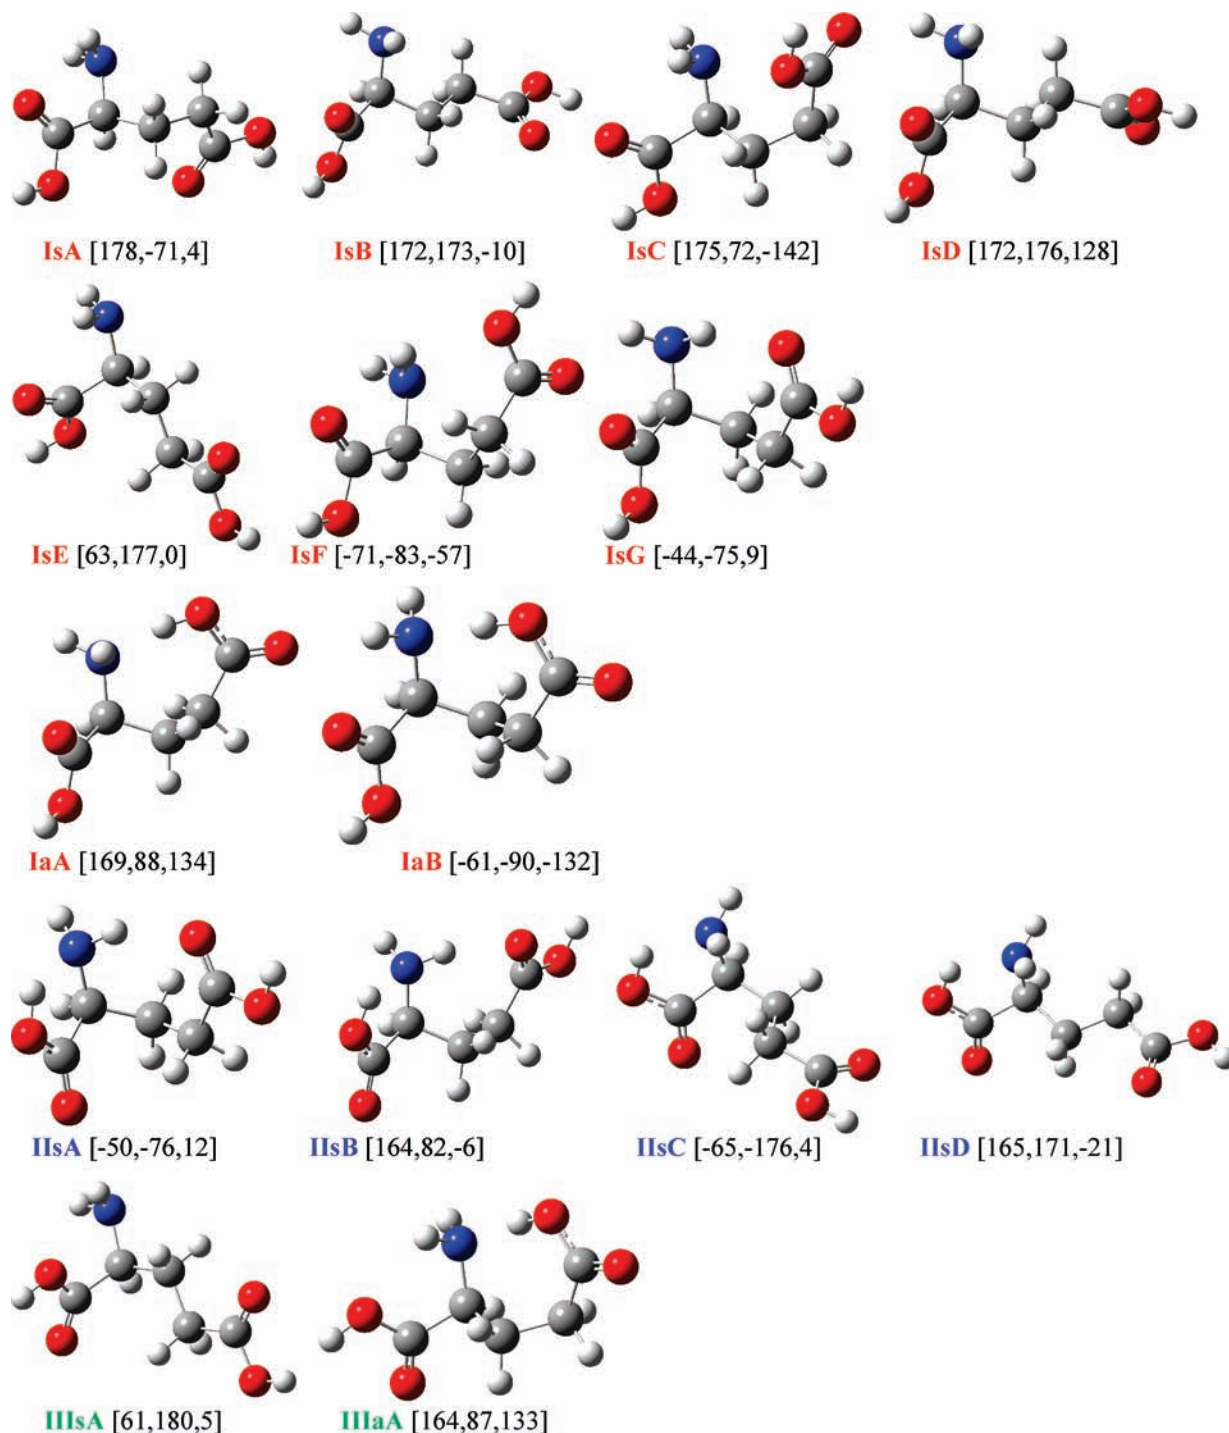 IsA [178,-71,4] IsB [172,173,-10] IsC [175,72,-142] IsD [172,176,128]
IsE [63,177,0] IsF [-71,-83,-57] IsG [-44,-75,9]
IaA [169,88,134] IaB [-61,-90,-132]
IIsA [-50,-76,12] IIsB [164,82,-6] IIsC [-65,-176,4] IIsD [165,171,-21]
IIIsA [61,180,5] IIIaA [164,87,133]